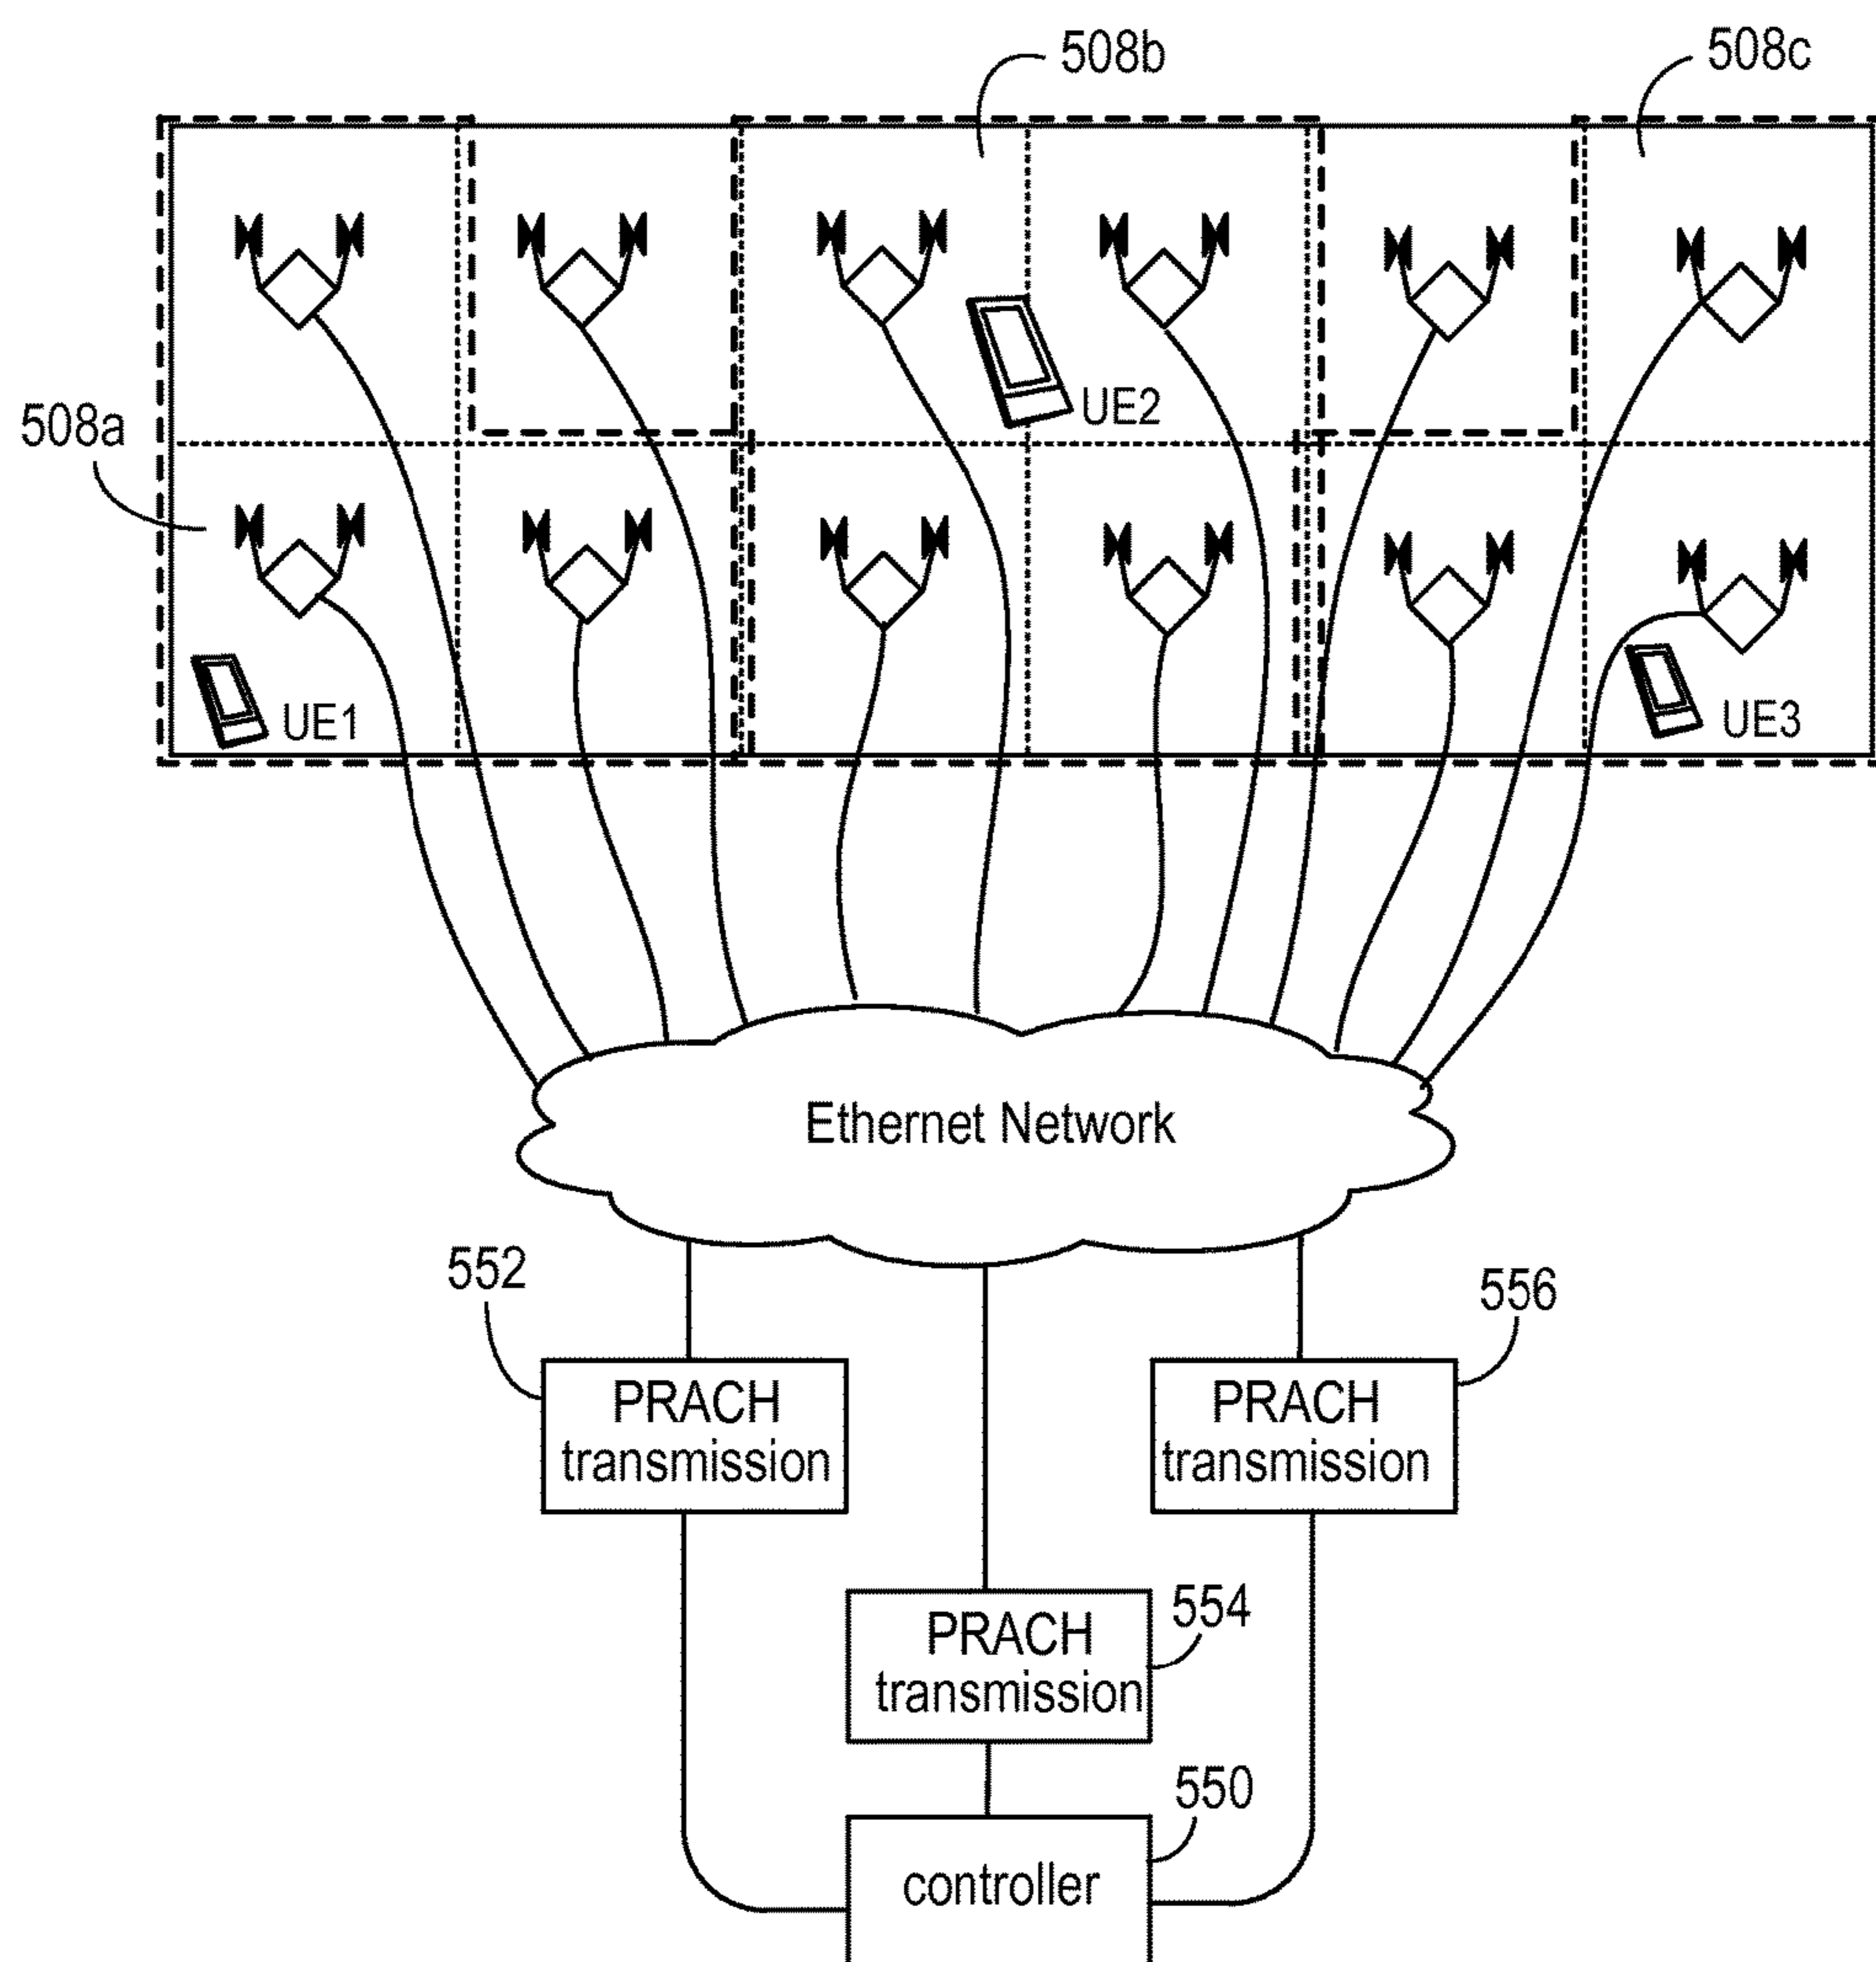 508b
508c
508a
UE2
UE1
UE3
Ethernet Network
552
556
PRACH
transmission
PRACH
transmission
554
PRACH
transmission
550
controller